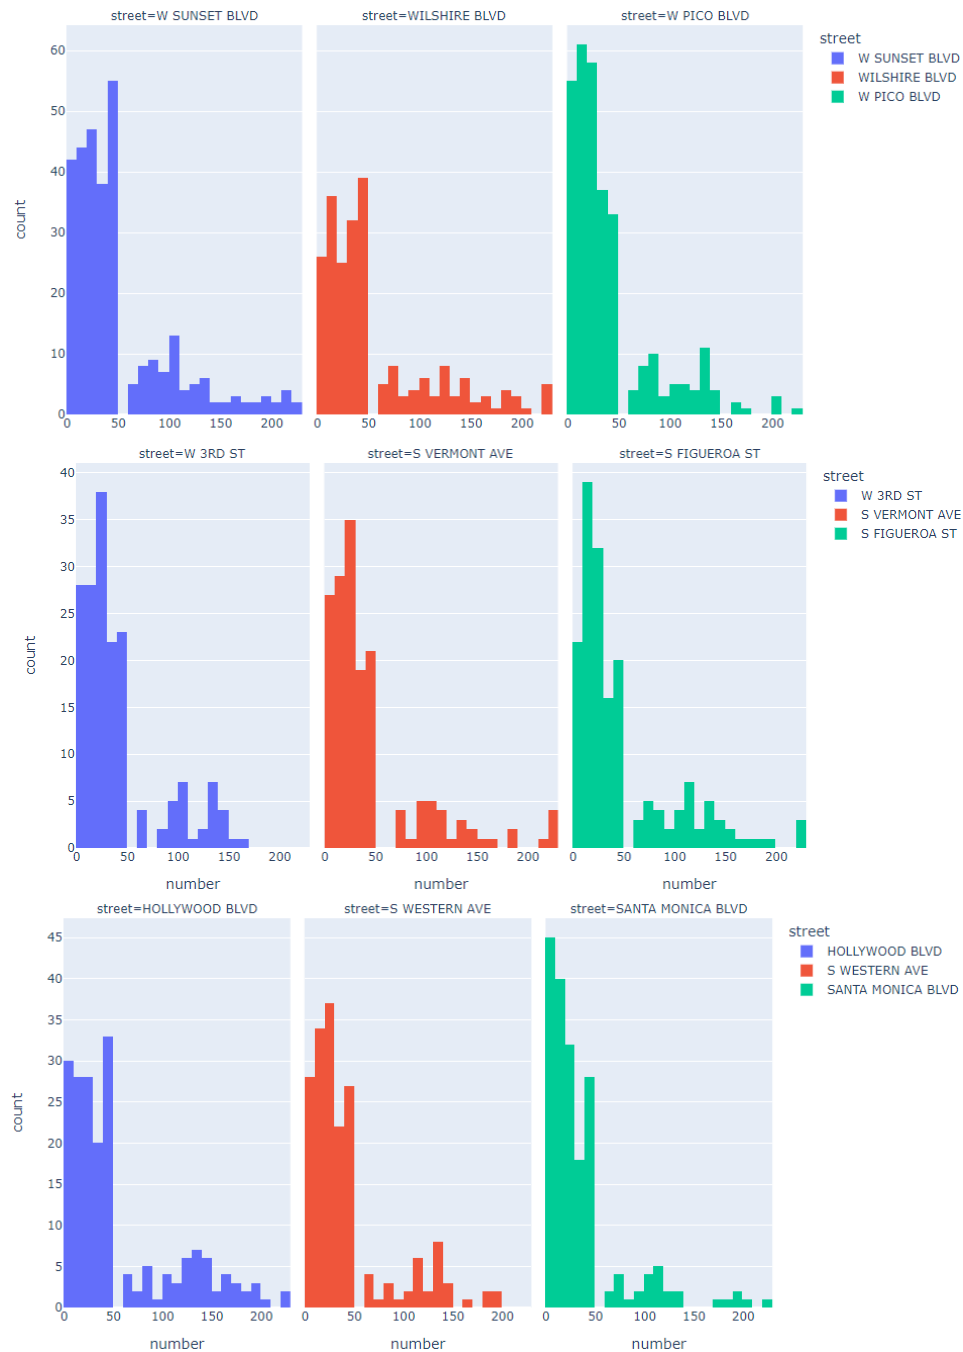 street=W SUNSET BLVD street=WILSHIRE BLVD street=W PICO BLVD
street
W SUNSET BLVD
WILSHIRE BLVD
W PICO BLVD
60
50
40
30
20
10
0
count
0 50 100 150 200 0 50 100 150 200 0 50 100 150 200
street=W 3RD ST street=S VERMONT AVE street=S FIGUEROA ST
street
W 3RD ST
S VERMONT AVE
S FIGUEROA ST
40
35
30
25
20
15
10
5
0
count
0 50 100 150 200 0 50 100 150 200 0 50 100 150 200
number number number
street=HOLLYWOOD BLVD street=S WESTERN AVE street=SANTA MONICA BLVD
street
HOLLYWOOD BLVD
S WESTERN AVE
SANTA MONICA BLVD
45
40
35
30
25
20
15
10
5
0
count
0 50 100 150 200 0 50 100 150 200 0 50 100 150 200
number number number